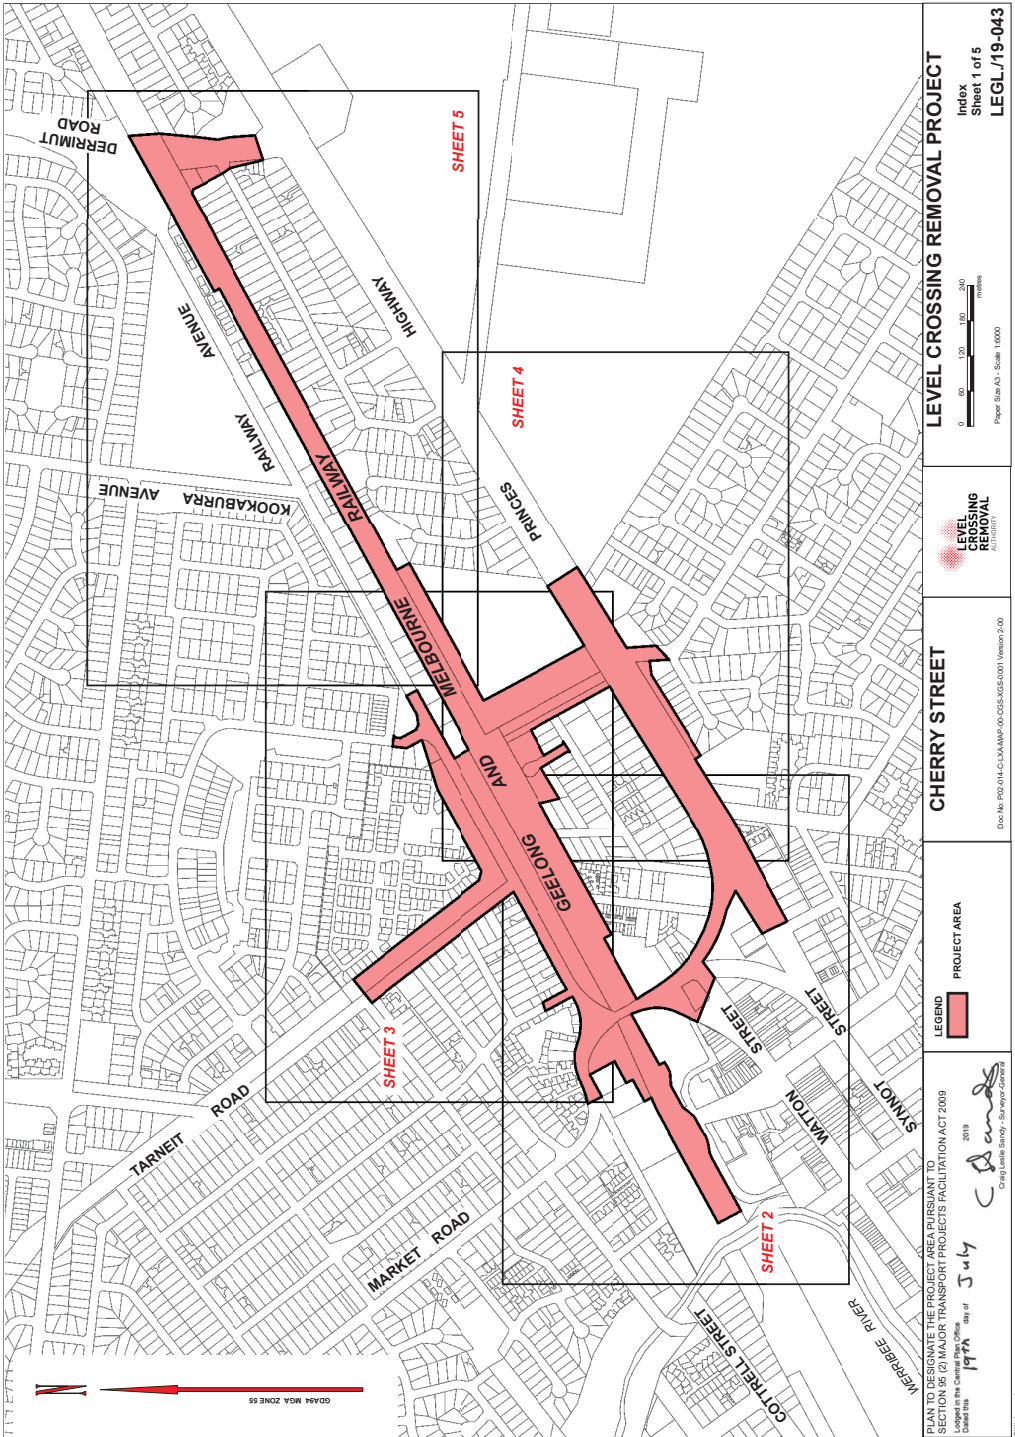 DERRIMUT
ROAD
SHEET 5
AVENUE
RAILWAY
HIGHWAY
SHEET 4
KOOKABURRA
AVENUE
RAILWAY
PRINCES
MELBOURNE
AND
GEELONG
SHEET 3
TARNEIT ROAD
MARKET ROAD
STREET
WATTON
STREET
SYNNOT
SHEET 2
COTTRELL STREET
WERRIBEE RIVER
N
GDA94 MGA ZONE 55
PLAN TO DESIGNATE THE PROJECT AREA PURSUANT TO
SECTION 95 (2) MAJOR TRANSPORT PROJECTS FACILITATION ACT 2009
Lodged in the Central Plan Office
Dated this 19th day of July 2019
Craig Leslie Sandy - Surveyor-General
LEGEND
PROJECT AREA
CHERRY STREET
Doc No: P02-014-C-LXA-MAP-00-CGS-XGS-0001 Version 2-00
LEVEL
CROSSING
REMOVAL
AUTHORITY
LEVEL CROSSING REMOVAL PROJECT
0 60 120 180 240
metres
Paper Size A3 - Scale 1:6000
Index
Sheet 1 of 5
LEGL./19-043